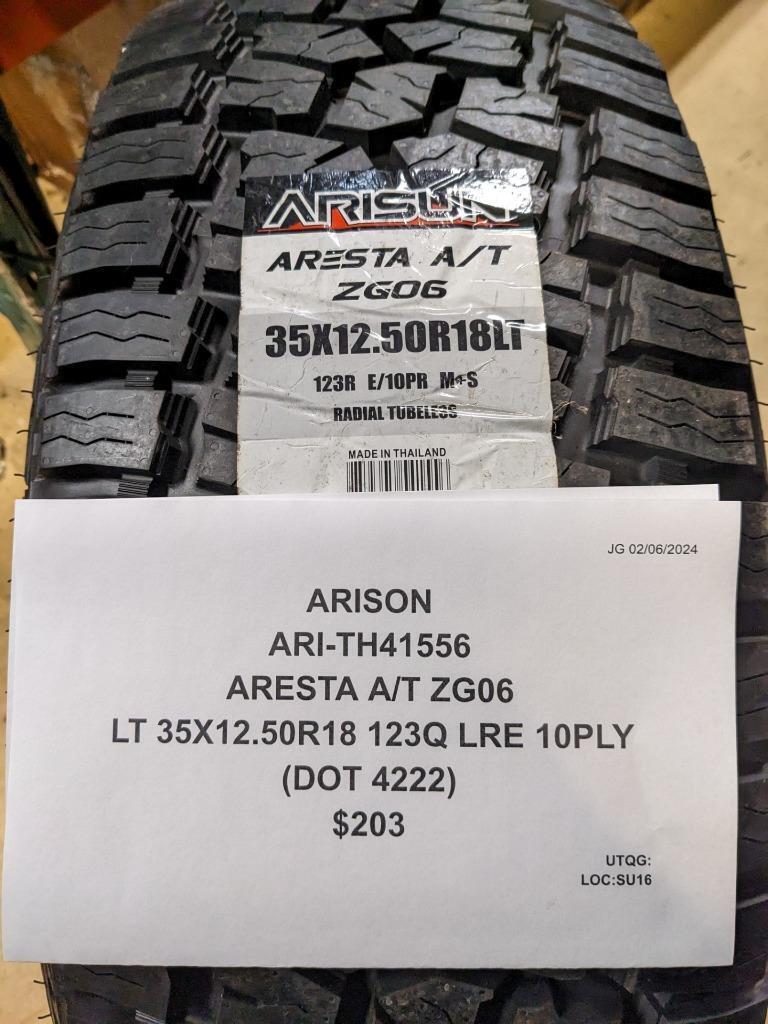 ARISUN
ARESTA A/T
ZG06
35X12.50R18LT
123R E/10PR M+S
RADIAL TUBELESS
MADE IN THAILAND
JG 02/06/2024
ARISON
ARI-TH41556
ARESTA A/T ZG06
LT 35X12.50R18 123Q LRE 10PLY
(DOT 4222)
$203
UTQG:
LOC:SU16